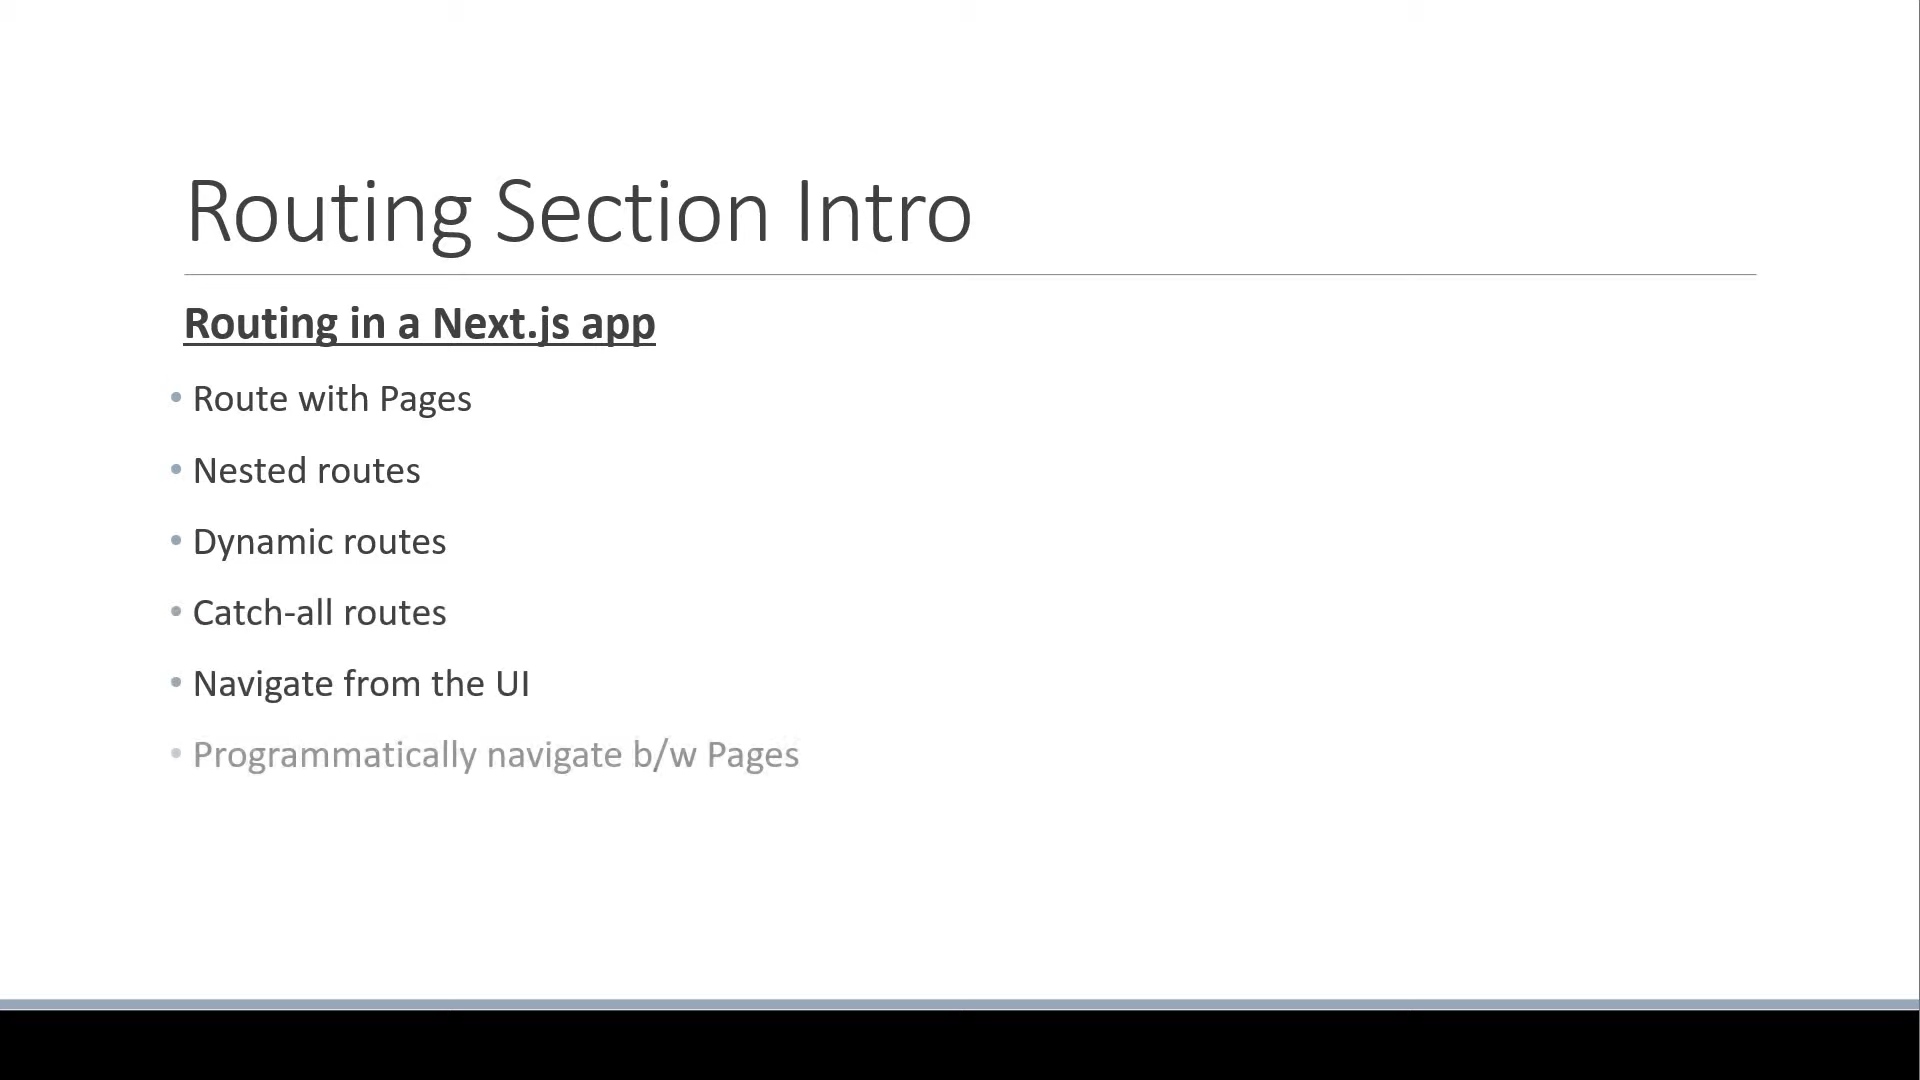 Routing Section Intro
Routing in a Next.js app
• Route with Pages
• Nested routes
• Dynamic routes
• Catch-all routes
• Navigate from the UI
• Programmatically navigate b/w Pages